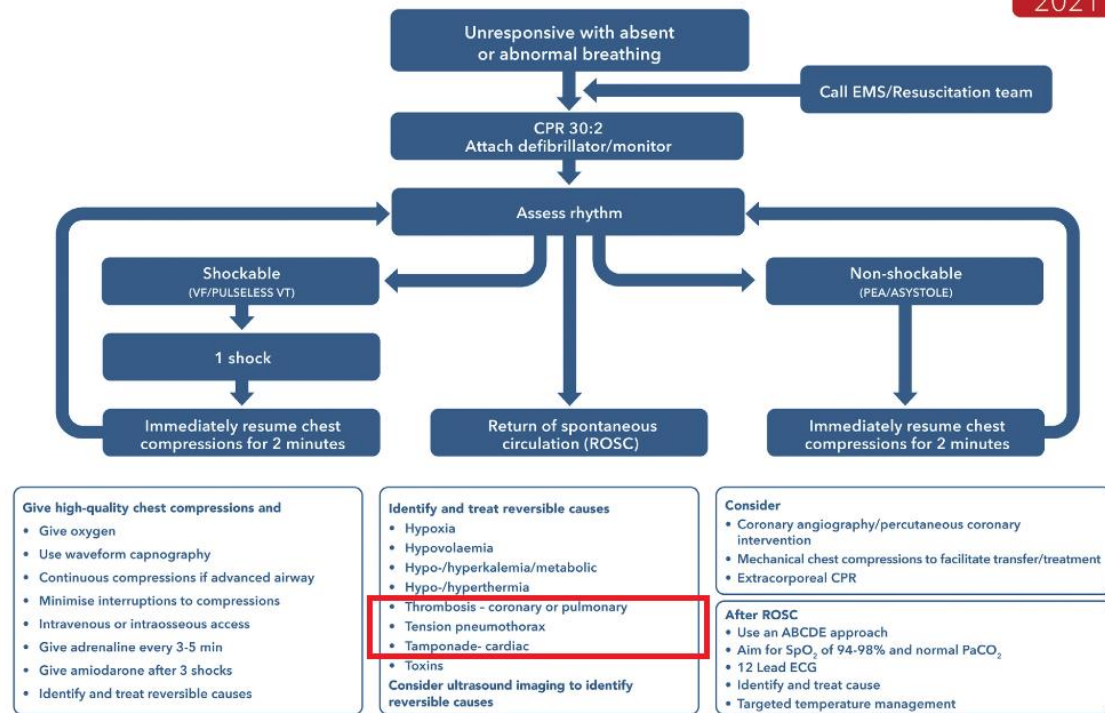 2021
Unresponsive with absent
or abnormal breathing
Call EMS/Resuscitation team
CPR 30:2
Attach defibrillator/monitor
Assess rhythm
Shockable
(VF/PULSELESS VT)
Non-shockable
(PEA/ASYSTOLE)
1 shock
Immediately resume chest
compressions for 2 minutes
Return of spontaneous
circulation (ROSC)
Immediately resume chest
compressions for 2 minutes
Give high-quality chest compressions and
• Give oxygen
• Use waveform capnography
• Continuous compressions if advanced airway
• Minimise interruptions to compressions
• Intravenous or intraosseous access
• Give adrenaline every 3-5 min
• Give amiodarone after 3 shocks
• Identify and treat reversible causes
Identify and treat reversible causes
• Hypoxia
• Hypovolaemia
• Hypo-/hyperkalemia/metabolic
• Hypo-/hyperthermia
• Thrombosis – coronary or pulmonary
• Tension pneumothorax
• Tamponade- cardiac
• Toxins
Consider ultrasound imaging to identify
reversible causes
Consider
• Coronary angiography/percutaneous coronary
intervention
• Mechanical chest compressions to facilitate transfer/treatment
• Extracorporeal CPR
After ROSC
• Use an ABCDE approach
• Aim for SpO₂ of 94-98% and normal PaCO₂
• 12 Lead ECG
• Identify and treat cause
• Targeted temperature management